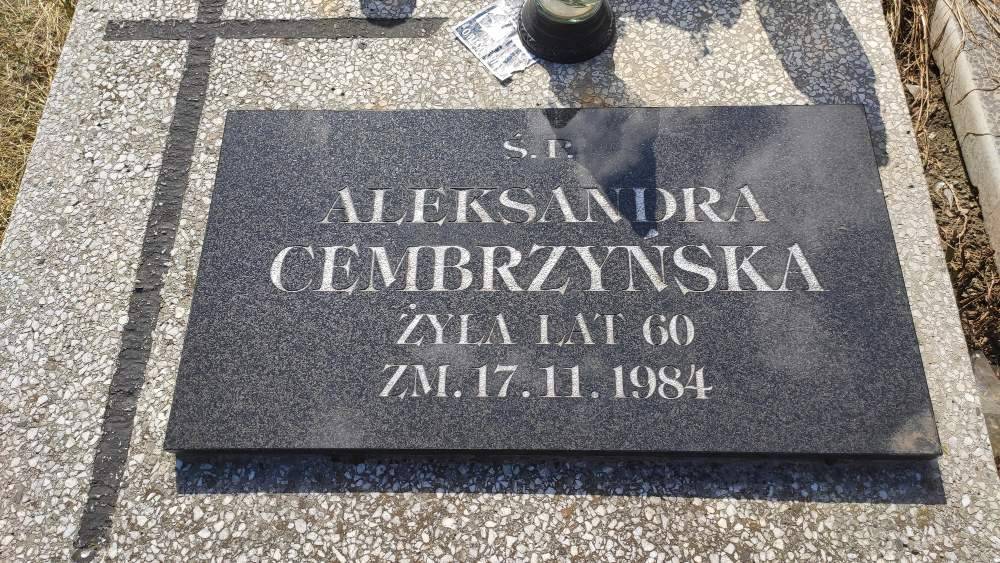 Ś.P.
ALEKSANDRA
CEMBRZYŃSKA
ŻYŁA LAT 60
ZM. 17.11.1984